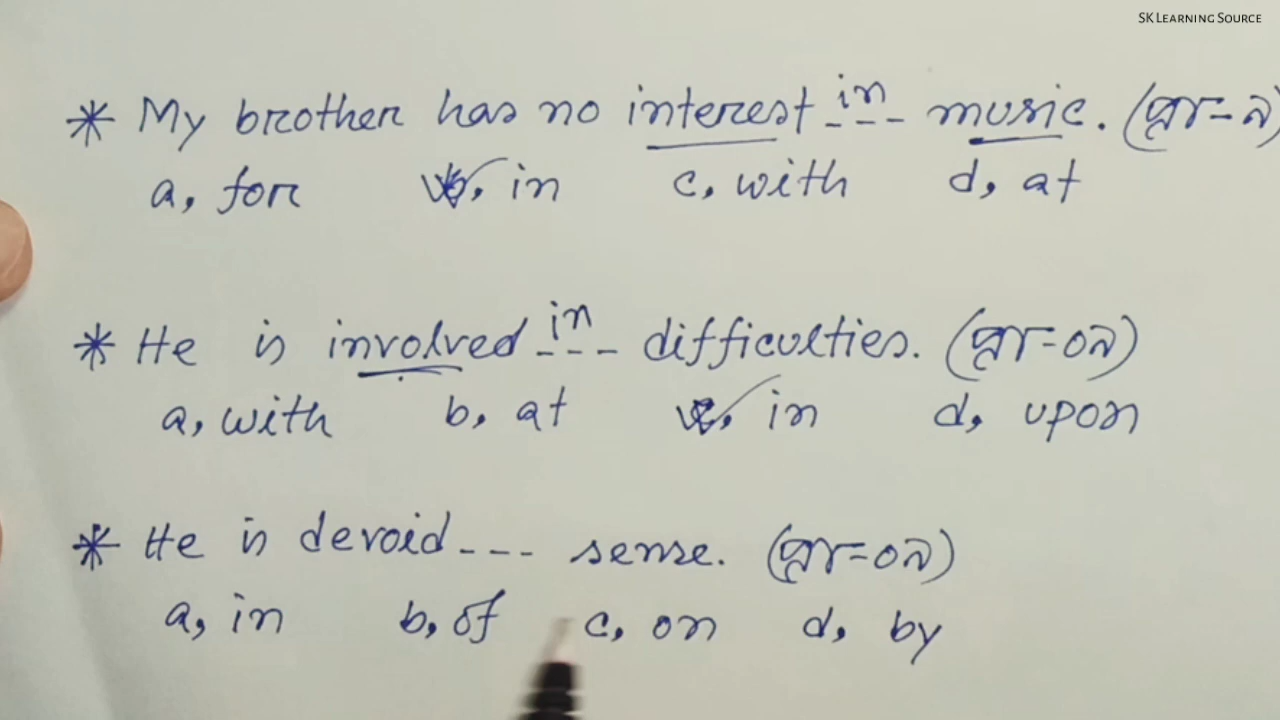 SK LEARNING SOURCE
* My brother has no interest in --- music.
a, for b, in c, with d, at
* He is involved in --- difficulties.
a, with b, at c, in d, upon
* He is devoid --- sense.
a, in b, of c, on d, by